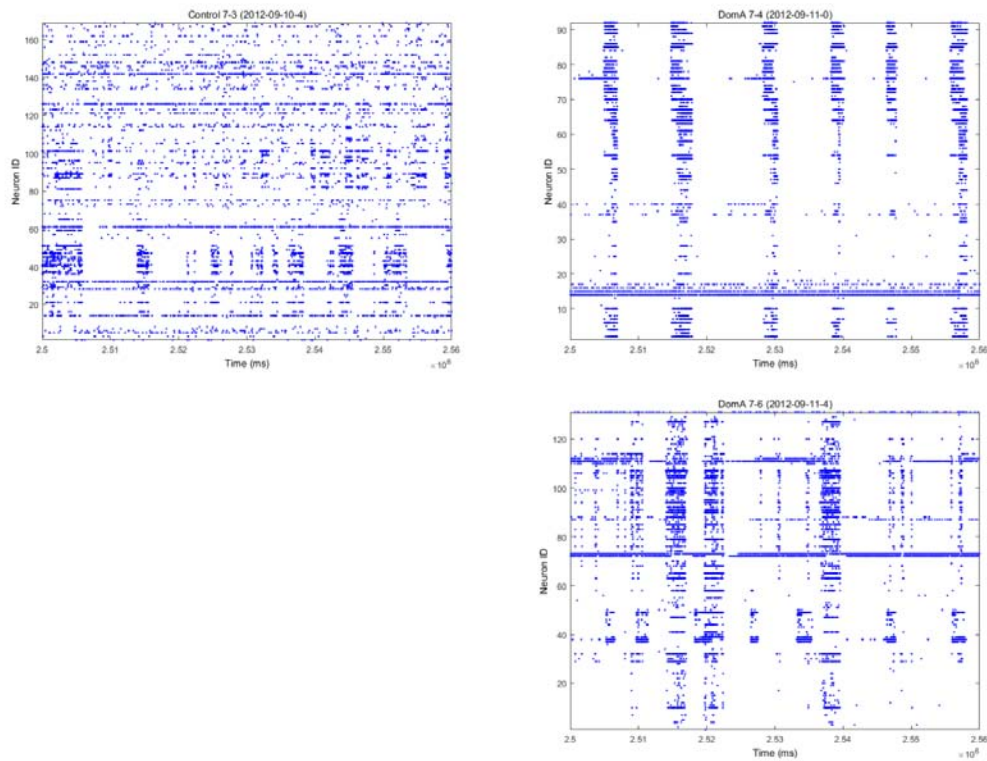 Control 7-3 (2012-09-10-4)
160
140
120
100
80
60
40
20
Neuron ID
2.5 2.51 2.52 2.53 2.54 2.55 2.56
Time (ms)
×10⁶
DomA 7-4 (2012-09-11-0)
90
80
70
60
50
40
30
20
10
Neuron ID
2.5 2.51 2.52 2.53 2.54 2.55 2.56
Time (ms)
×10⁶
DomA 7-6 (2012-09-11-4)
120
100
80
60
40
20
Neuron ID
2.5 2.51 2.52 2.53 2.54 2.55 2.56
Time (ms)
×10⁶